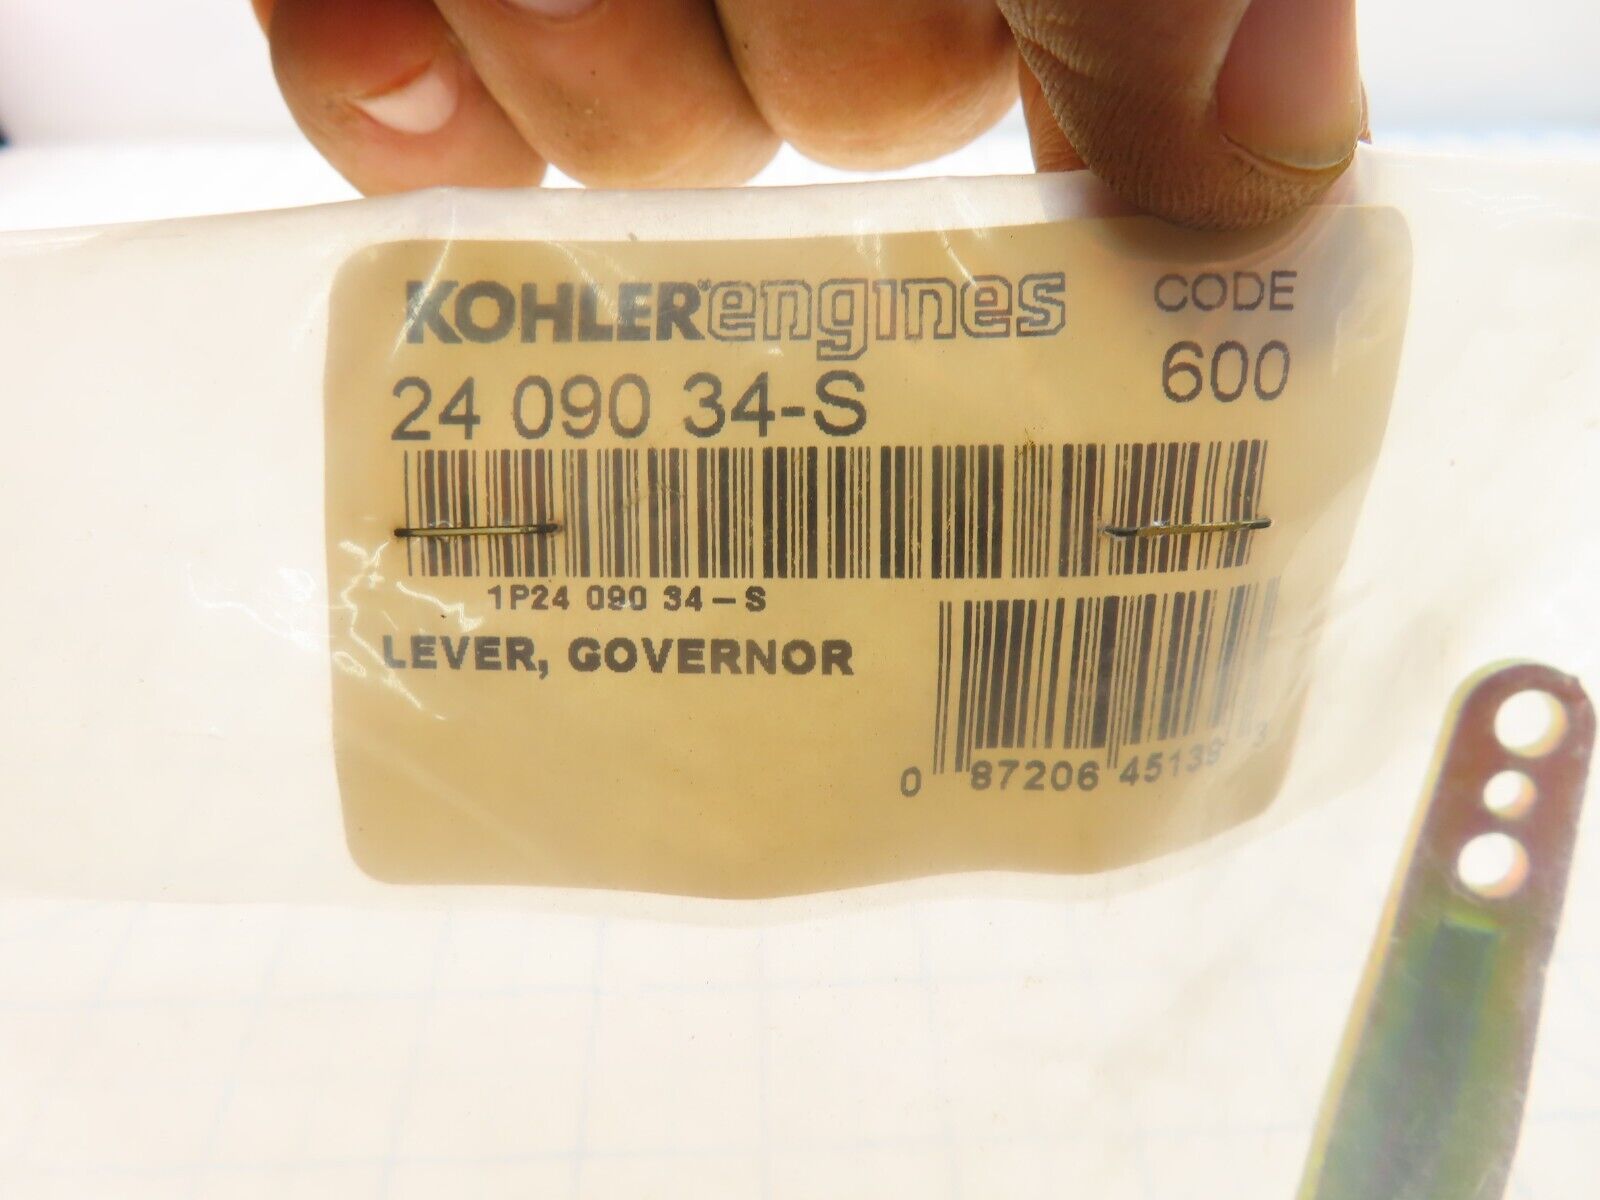 KOHLER engines CODE
24 090 34-S 600
1P24 090 34-S
LEVER, GOVERNOR
0 87206 45139 3